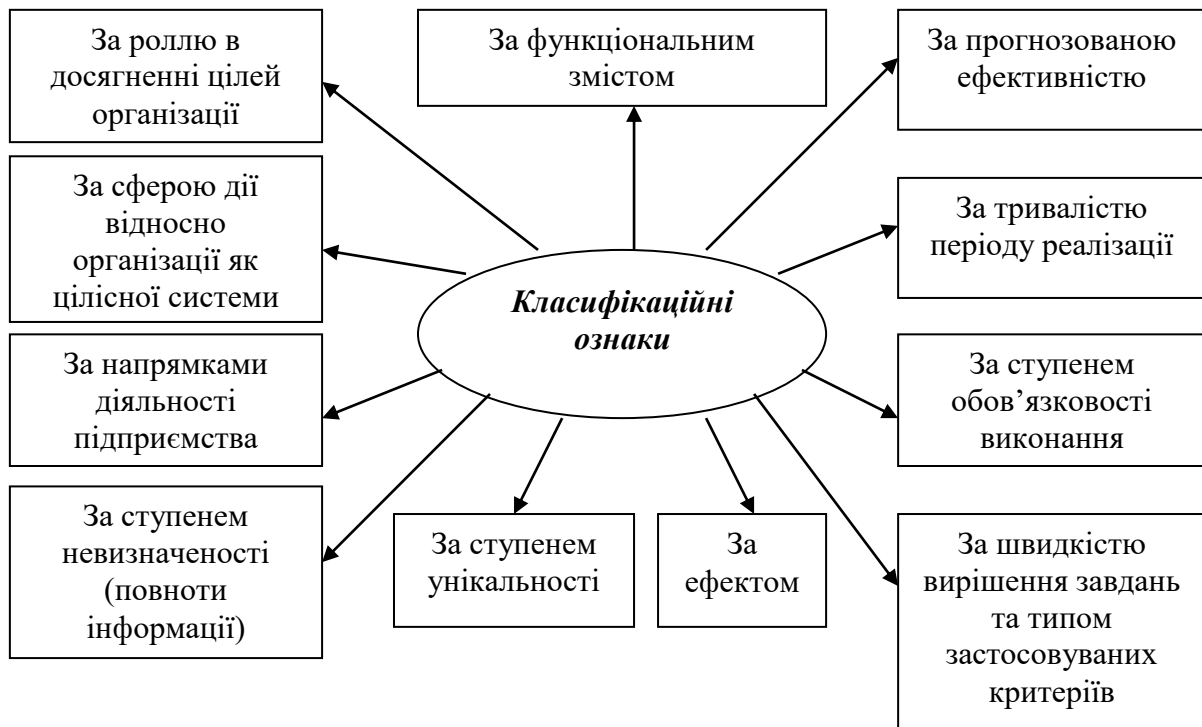 За роллю в
досягненні цілей
організації
За функціональним
змістом
За прогнозованою
ефективністю
За сферою дії
відносно
організації як
цілісної системи
За тривалістю
періоду реалізації
Класифікаційні
ознаки
За напрямками
діяльності
підприємства
За ступенем
обов’язковості
виконання
За ступенем
невизначеності
(повноти
інформації)
За ступенем
унікальності
За
ефектом
За швидкістю
вирішення завдань
та типом
застосовуваних
критеріїв